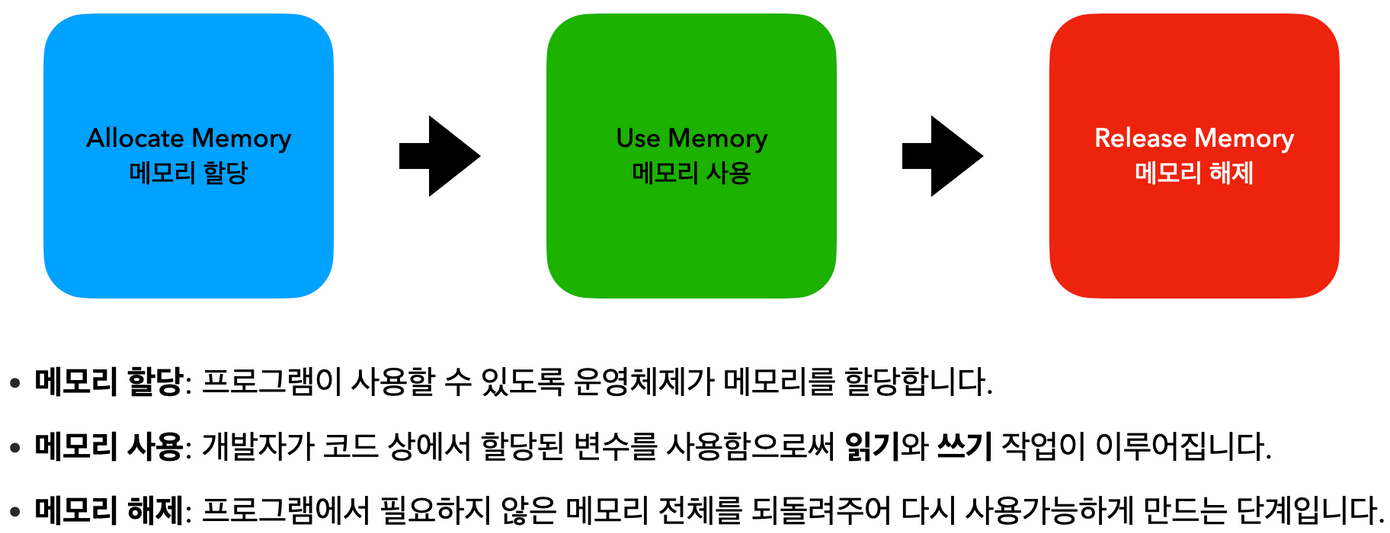 Allocate Memory
메모리 할당
Use Memory
메모리 사용
Release Memory
메모리 해제
• 메모리 할당: 프로그램이 사용할 수 있도록 운영체제가 메모리를 할당합니다.
• 메모리 사용: 개발자가 코드 상에서 할당된 변수를 사용함으로써 읽기와 쓰기 작업이 이루어집니다.
• 메모리 해제: 프로그램에서 필요하지 않은 메모리 전체를 되돌려주어 다시 사용가능하게 만드는 단계입니다.